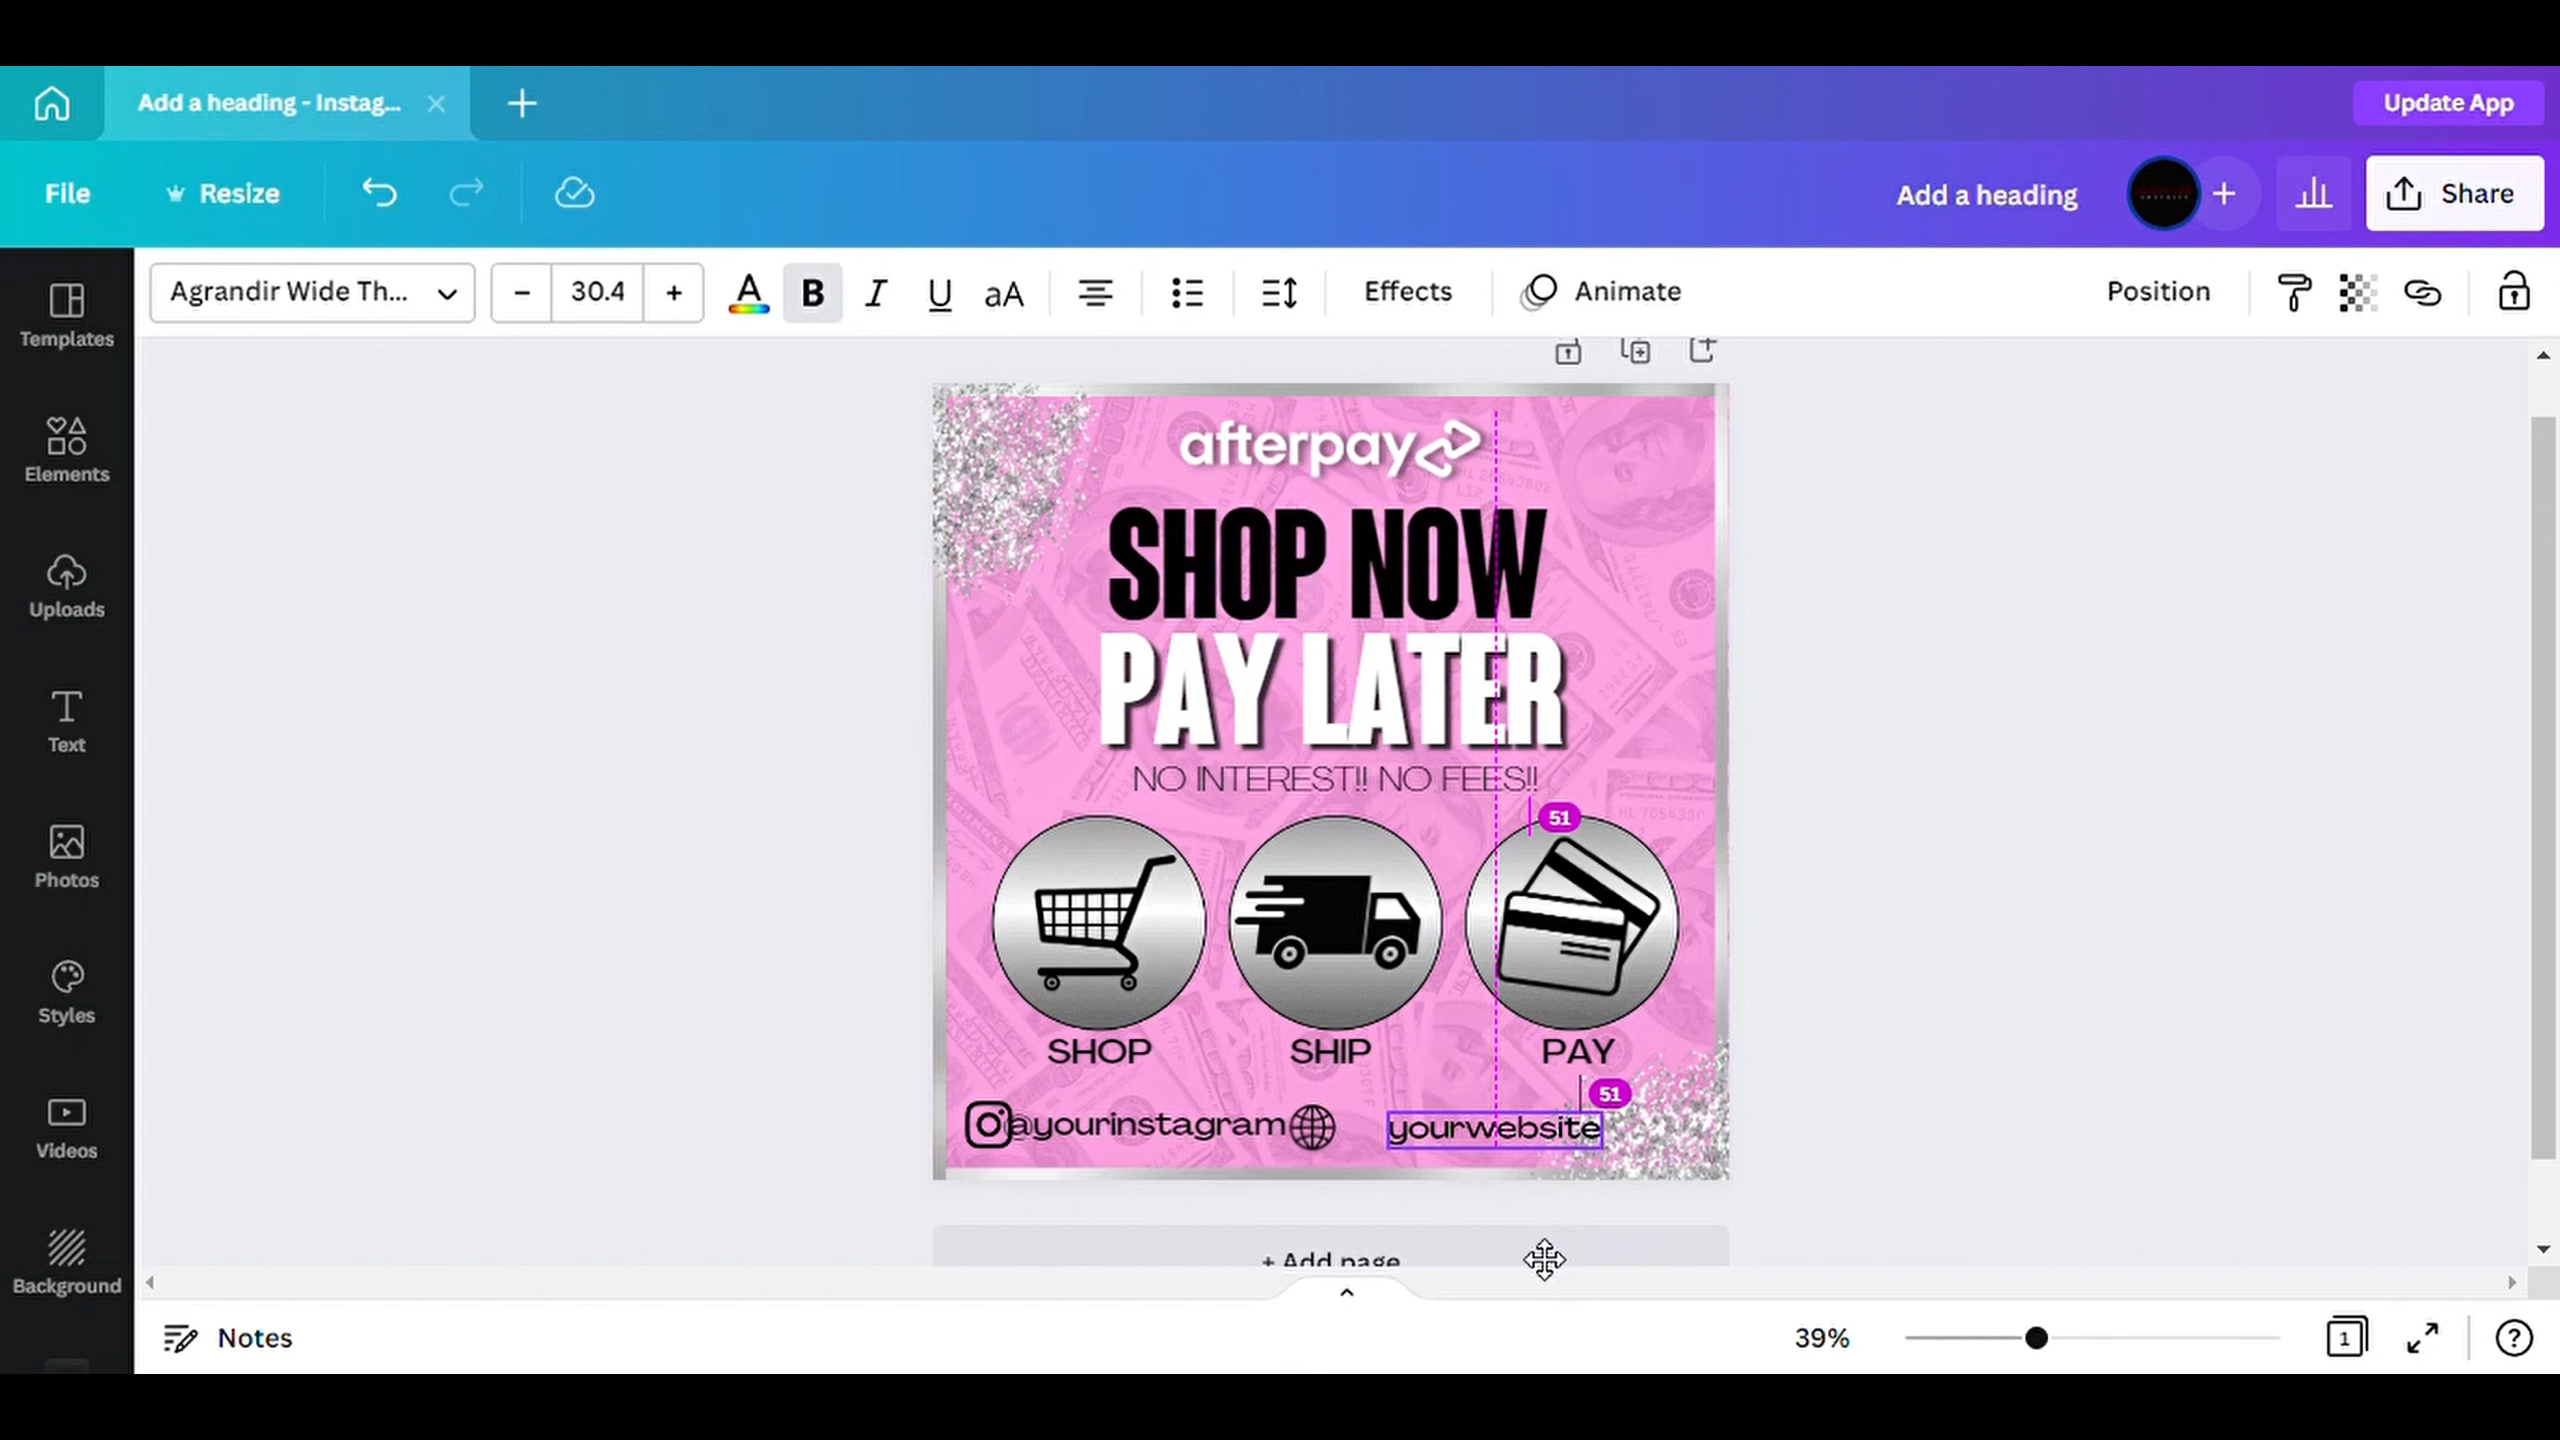 Add a heading - Instag...
Update App
File
Resize
Add a heading
Share
Agrandir Wide Th...
30.4
A
B
I
U
aA
Effects
Animate
Position
Templates
Elements
Uploads
Text
Photos
Styles
Videos
Background
afterpay
SHOP NOW
PAY LATER
NO INTEREST!! NO FEES!!
51
SHOP
SHIP
PAY
51
@yourinstagram
yourwebsite
+ Add page
Notes
39%
1
?